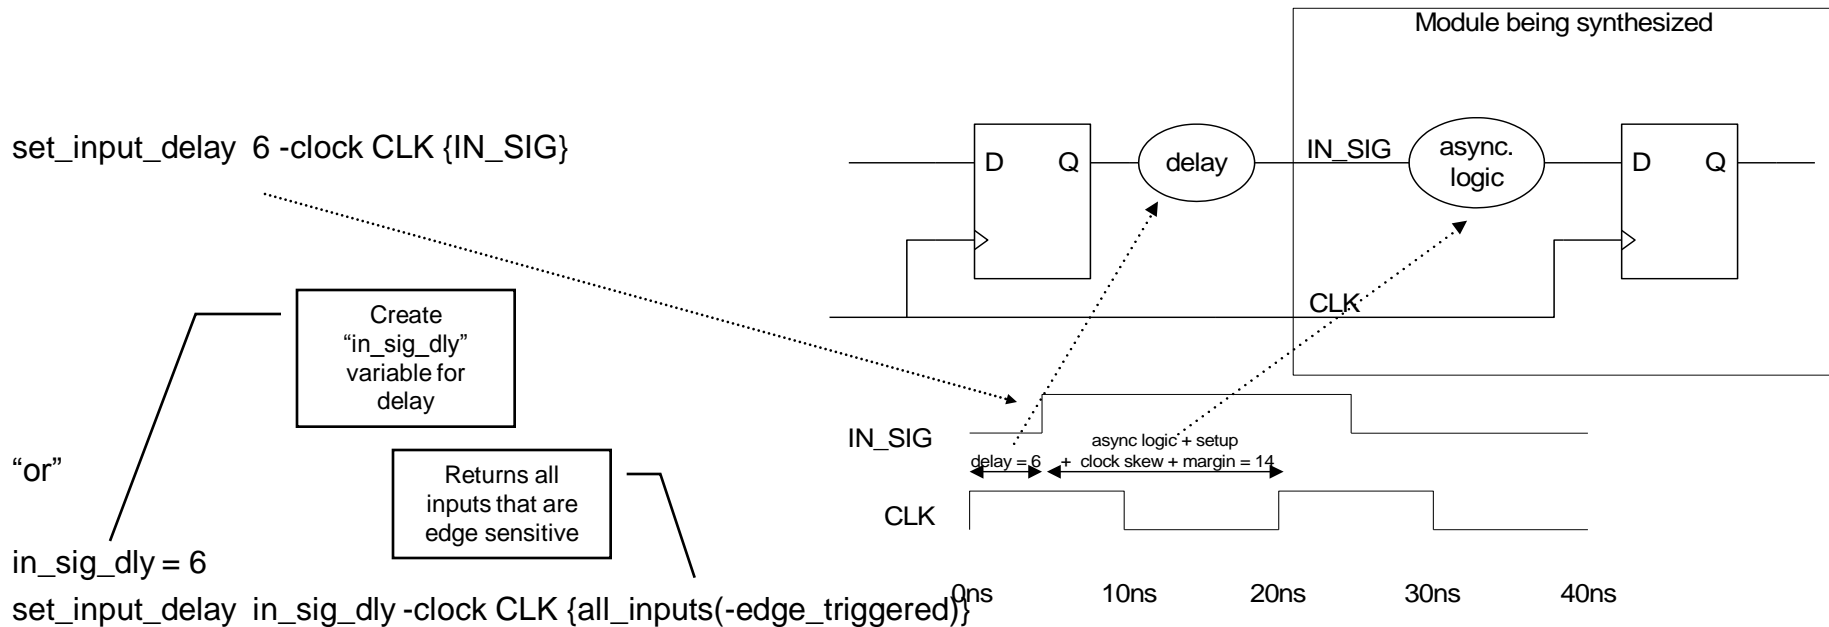 Module being synthesized
set_input_delay 6 -clock CLK {IN_SIG}
D Q
delay
IN_SIG
async.
logic
D Q
CLK
Create
“in_sig_dly”
variable for
delay
IN_SIG
async logic + setup
delay = 6 + clock skew + margin = 14
“or”
Returns all
inputs that are
edge sensitive
CLK
in_sig_dly = 6
0ns 10ns 20ns 30ns 40ns
set_input_delay in_sig_dly -clock CLK {all_inputs(-edge_triggered)}